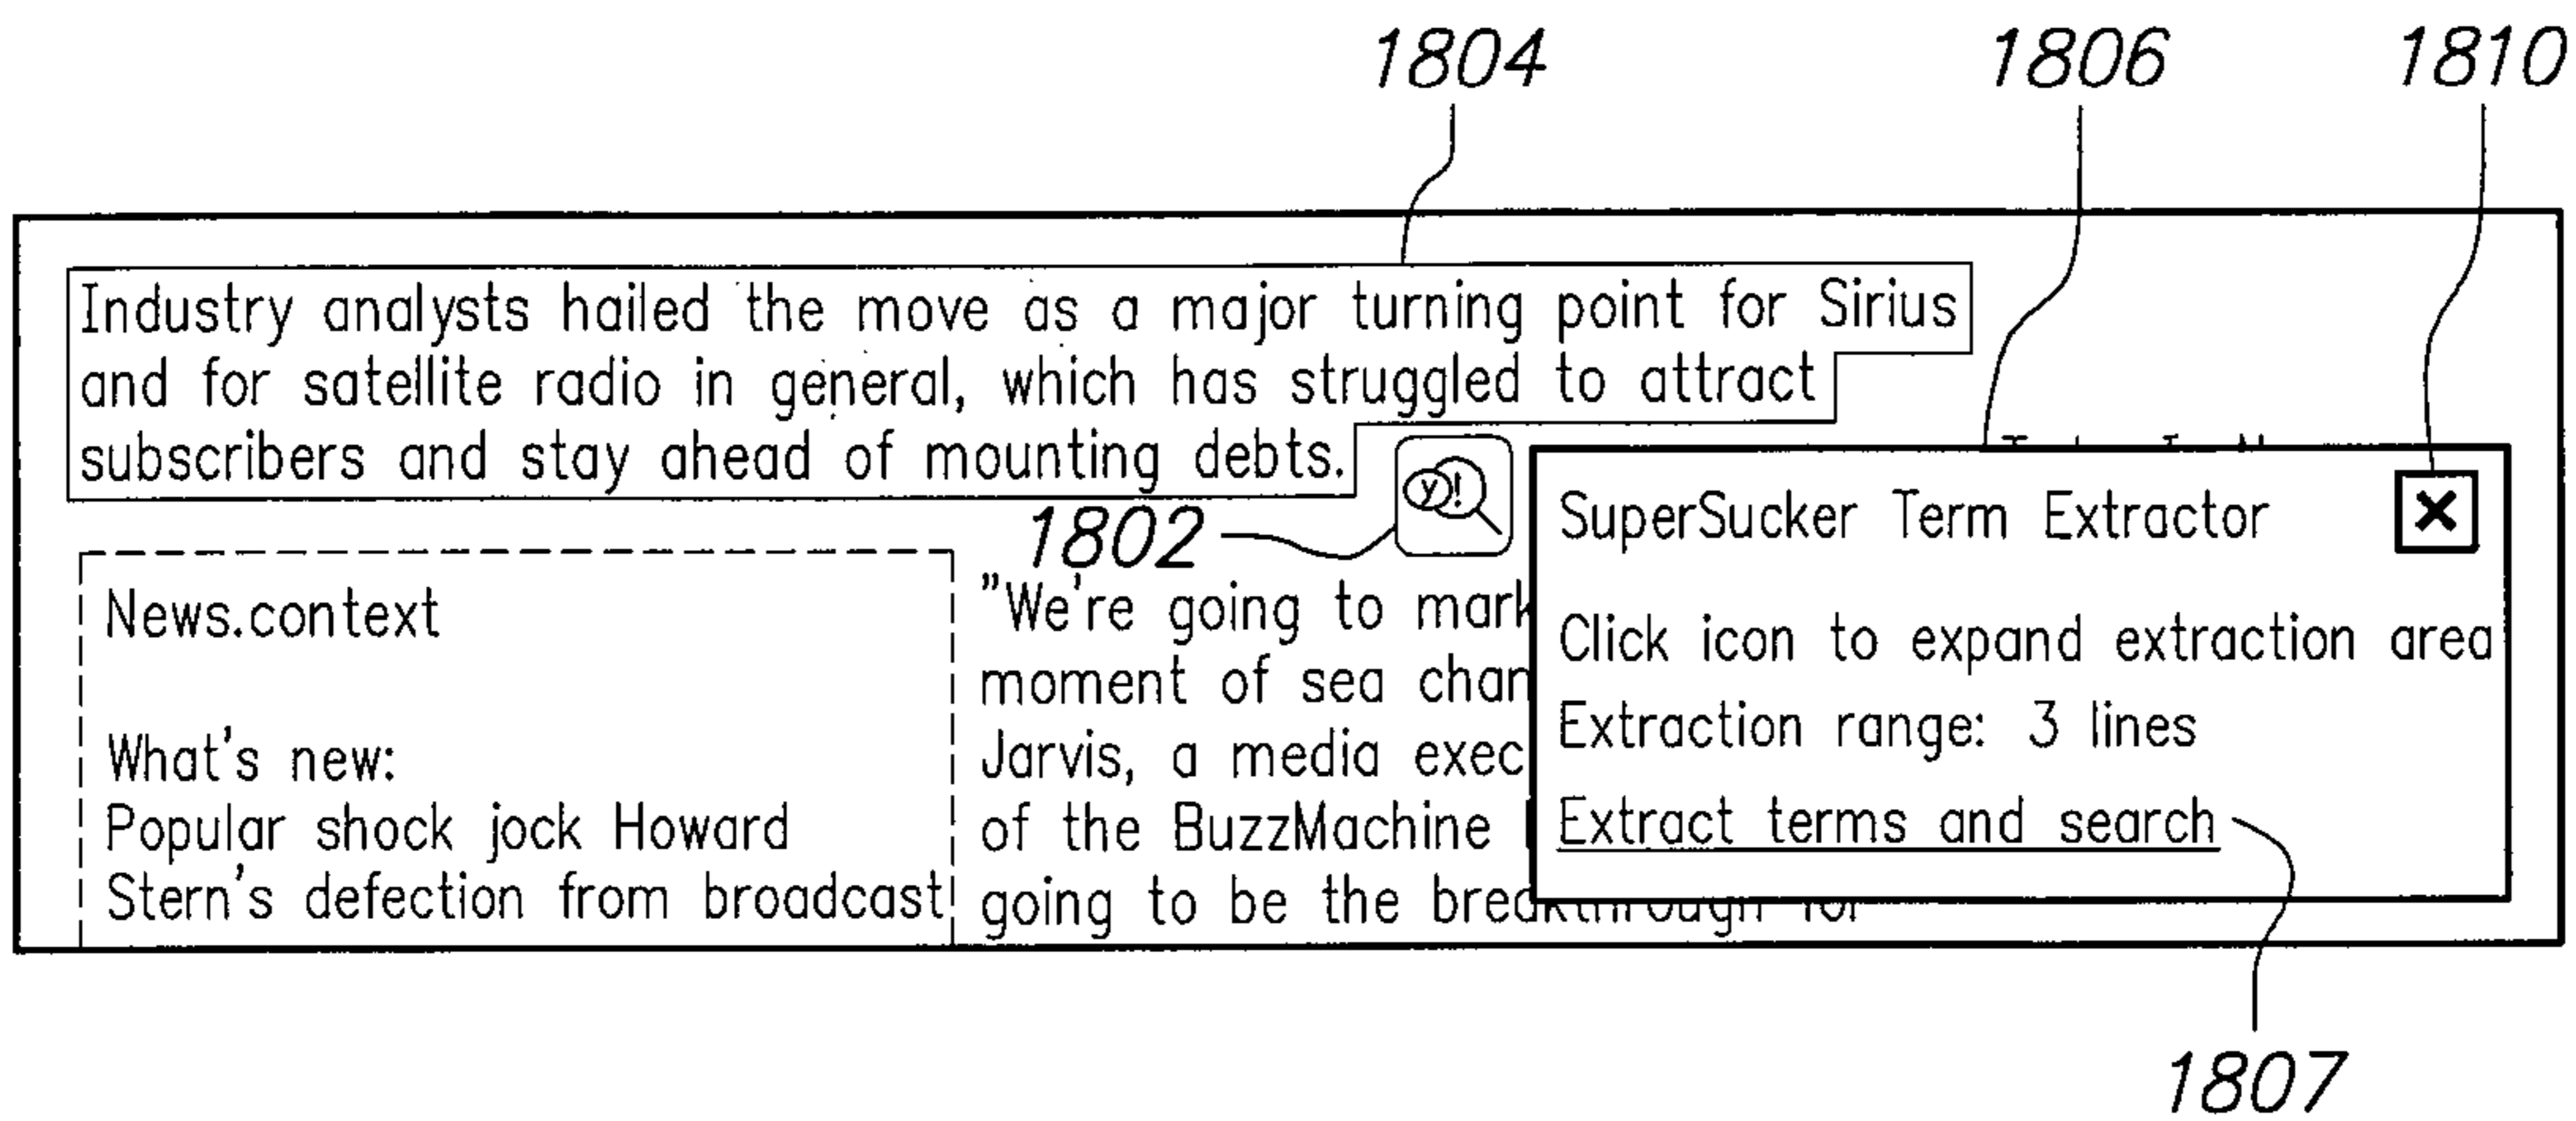 1804
1806
1810
Industry analysts hailed the move as a major turning point for Sirius
and for satellite radio in general, which has struggled to attract
subscribers and stay ahead of mounting debts.
y!
1802
SuperSucker Term Extractor
X
Click icon to expand extraction area
Extraction range: 3 lines
Extract terms and search
News.context
What's new:
Popular shock jock Howard
Stern's defection from broadcast
"We're going to mark
moment of sea chan
Jarvis, a media exec
of the BuzzMachine
going to be the breakthrough for
1807